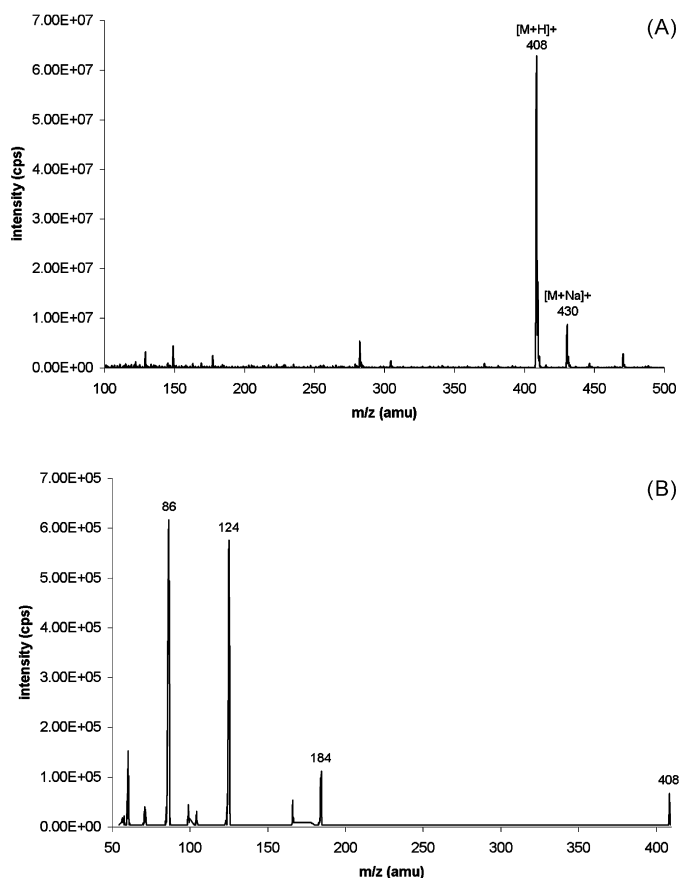 (A)
[M+H]+
408
[M+Na]+
430
7.00E+07
6.00E+07
5.00E+07
4.00E+07
3.00E+07
2.00E+07
1.00E+07
0.00E+00
intensity (cps)
100 150 200 250 300 350 400 450 500
m/z (amu)
(B)
86
124
184
408
7.00E+05
6.00E+05
5.00E+05
4.00E+05
3.00E+05
2.00E+05
1.00E+05
0.00E+00
intensity (cps)
50 100 150 200 250 300 350 400
m/z (amu)